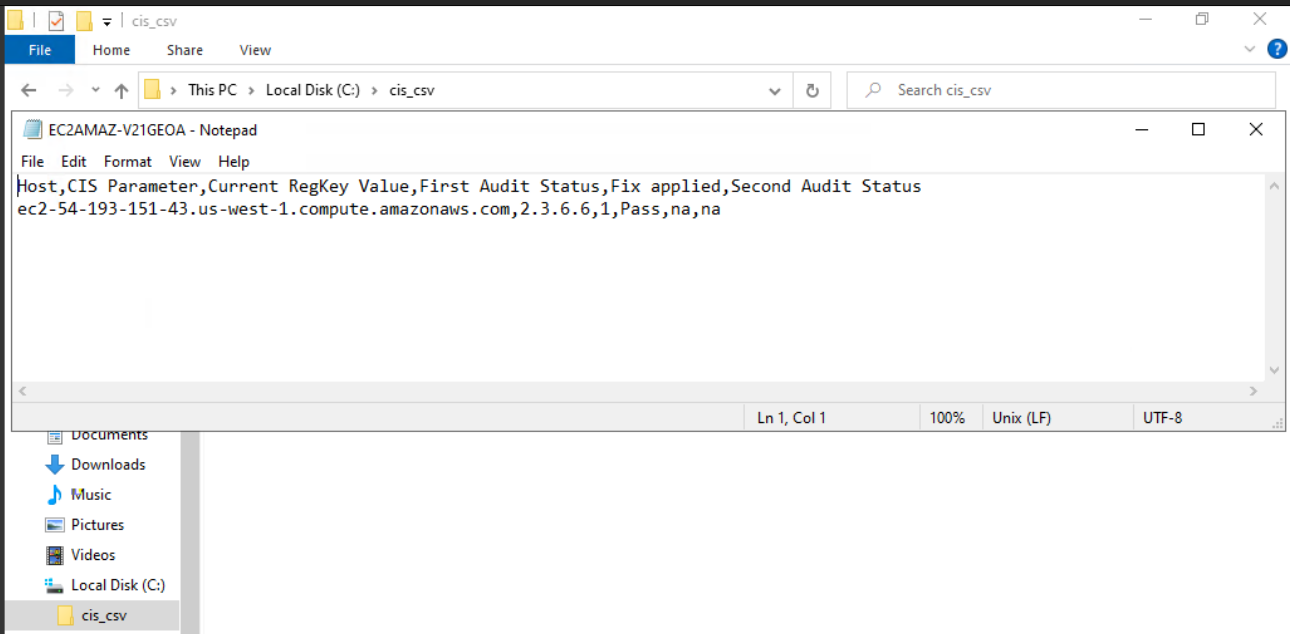 cis_csv
File Home Share View
This PC > Local Disk (C:) > cis_csv
Search cis_csv
EC2AMAZ-V21GEOA - Notepad
File Edit Format View Help
Host,CIS Parameter,Current RegKey Value,First Audit Status,Fix applied,Second Audit Status
ec2-54-193-151-43.us-west-1.compute.amazonaws.com,2.3.6.6,1,Pass,na,na
Ln 1, Col 1 100% Unix (LF) UTF-8
Documents
Downloads
Music
Pictures
Videos
Local Disk (C:)
cis_csv